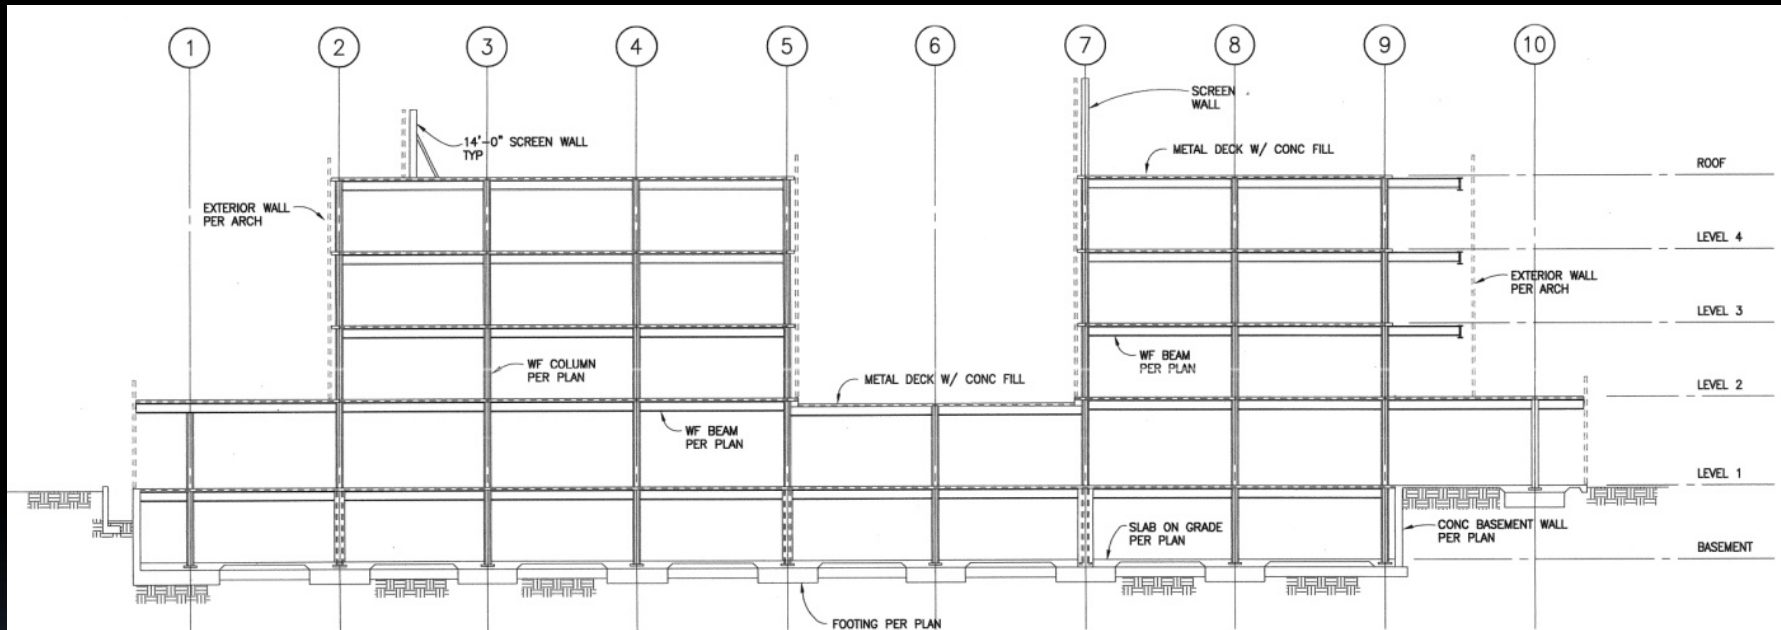 1 2 3 4 5 6 7 8 9 10
SCREEN
WALL
14'-0" SCREEN WALL
TYP
METAL DECK W/ CONC FILL
ROOF
EXTERIOR WALL
PER ARCH
LEVEL 4
EXTERIOR WALL
PER ARCH
LEVEL 3
WF COLUMN
PER PLAN
WF BEAM
PER PLAN
METAL DECK W/ CONC FILL
LEVEL 2
WF BEAM
PER PLAN
LEVEL 1
SLAB ON GRADE
PER PLAN
CONC BASEMENT WALL
PER PLAN
BASEMENT
FOOTING PER PLAN